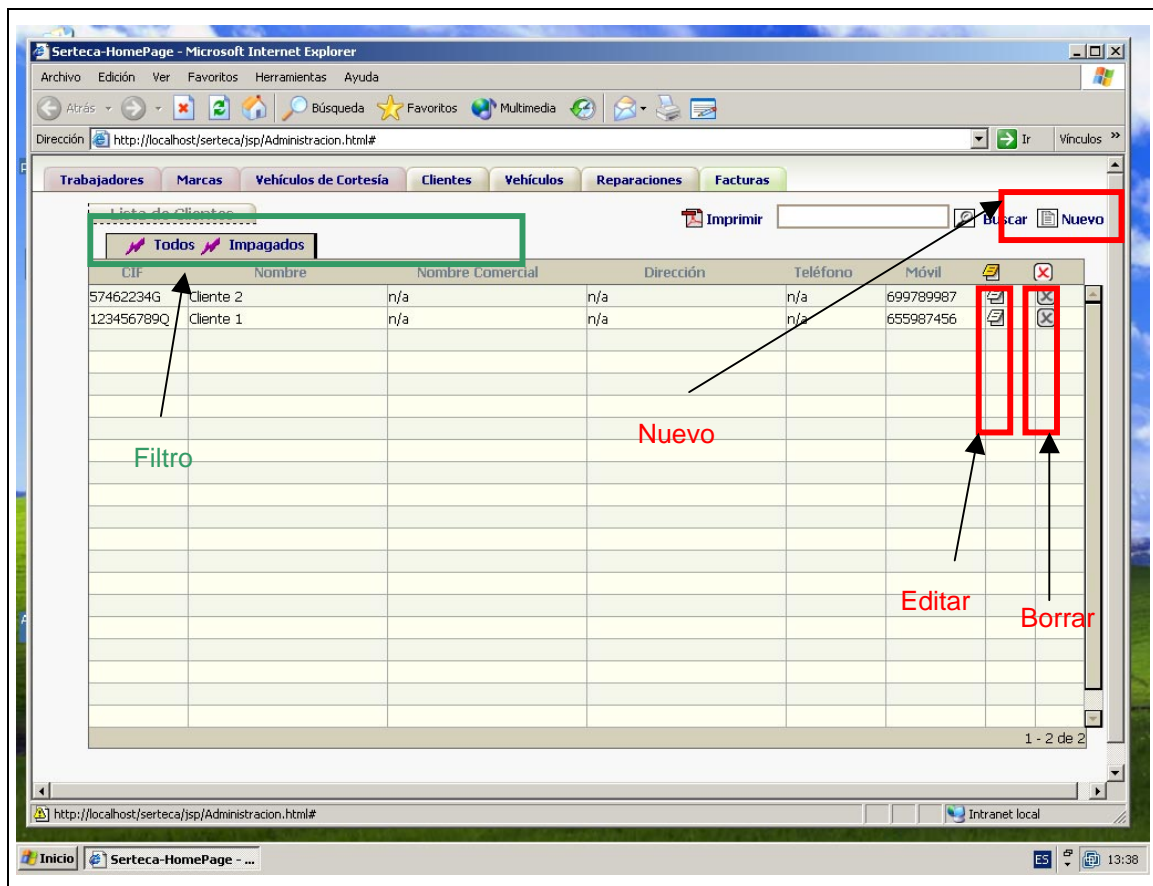 Serteca-HomePage - Microsoft Internet Explorer
Archivo Edición Ver Favoritos Herramientas Ayuda
Atrás Búsqueda Favoritos Multimedia
Dirección http://localhost/serteca/jsp/Administracion.html# Ir Vínculos »
Trabajadores Marcas Vehículos de Cortesía Clientes Vehículos Reparaciones Facturas
Lista de Clientes Imprimir Buscar Nuevo
Todos Impagados
CIF Nombre Nombre Comercial Dirección Teléfono Móvil
57462234G Cliente 2 n/a n/a n/a 699789987
123456789Q Cliente 1 n/a n/a n/a 655987456
Nuevo
Filtro
Editar
Borrar
1 - 2 de 2
http://localhost/serteca/jsp/Administracion.html# Intranet local
Inicio Serteca-HomePage - ... ES 13:38